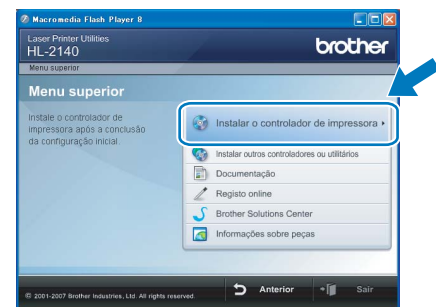 Macromedia Flash Player 8
Laser Printer Utilities
HL-2140
brother
Menu superior
Menu superior
Instale o controlador de
impressora após a conclusão
da configuração inicial.
Instalar o controlador de impressora
Instalar outros controladores ou utilitários
Documentação
Registo online
Brother Solutions Center
Informações sobre peças
© 2001-2007 Brother Industries, Ltd. All rights reserved.
Anterior
Sair